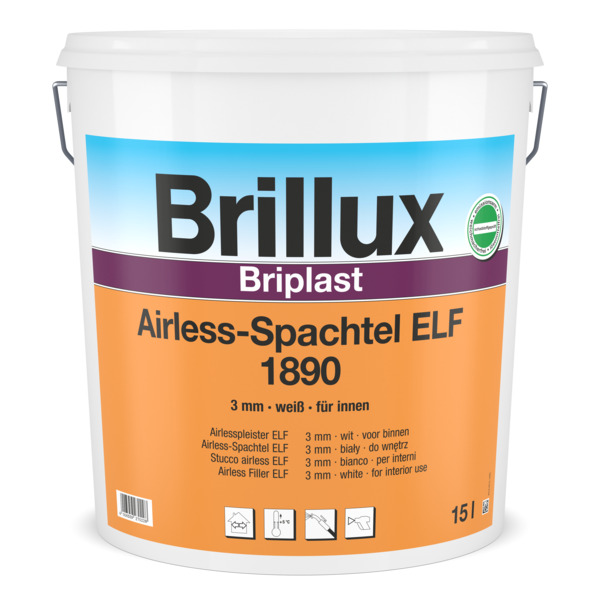 Brillux
Briplast
Airless-Spachtel ELF
1890
3 mm · weiß · für innen
Airlesspleister ELF 3 mm · wit · voor binnen
Airless-Spachtel ELF 3 mm · biały · do wnętrz
Stucco airless ELF 3 mm · bianco · per interni
Airless Filler ELF 3 mm · white · for interior use
+5 °C
15 l